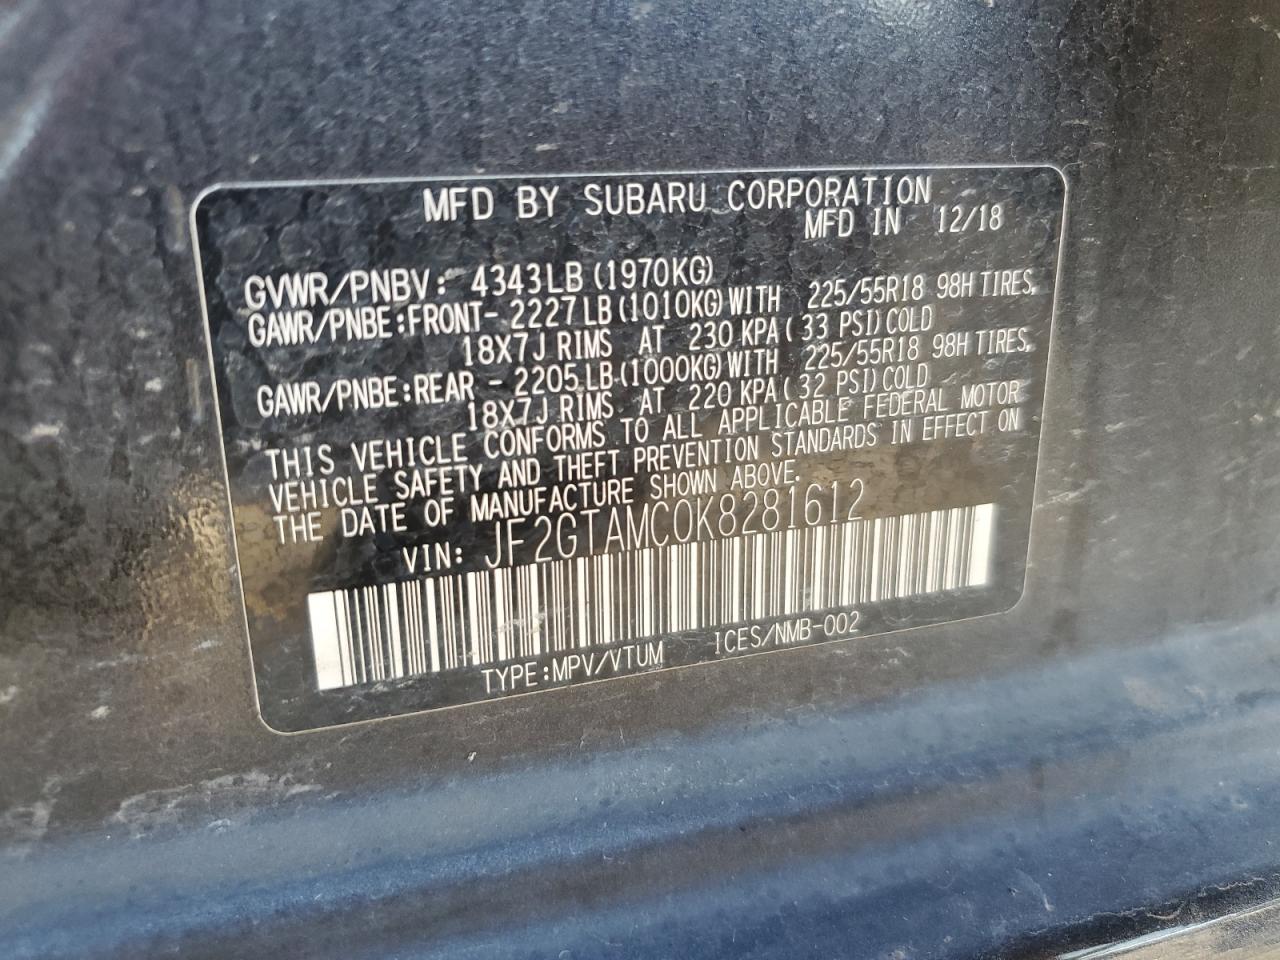 MFD BY SUBARU CORPORATION
MFD IN 12/18
GVWR/PNBV: 4343LB (1970KG)
GAWR/PNBE:FRONT- 2227LB(1010KG)WITH 225/55R18 98H TIRES,
18X7J RIMS AT 230 KPA(33 PSI)COLD
GAWR/PNBE:REAR - 2205LB(1000KG)WITH 225/55R18 98H TIRES,
18X7J RIMS AT 220 KPA(32 PSI)COLD
THIS VEHICLE CONFORMS TO ALL APPLICABLE FEDERAL MOTOR
VEHICLE SAFETY AND THEFT PREVENTION STANDARDS IN EFFECT ON
THE DATE OF MANUFACTURE SHOWN ABOVE.
VIN: JF2GTAMC0K8281612
TYPE:MPV/VTUM ICES/NMB-002